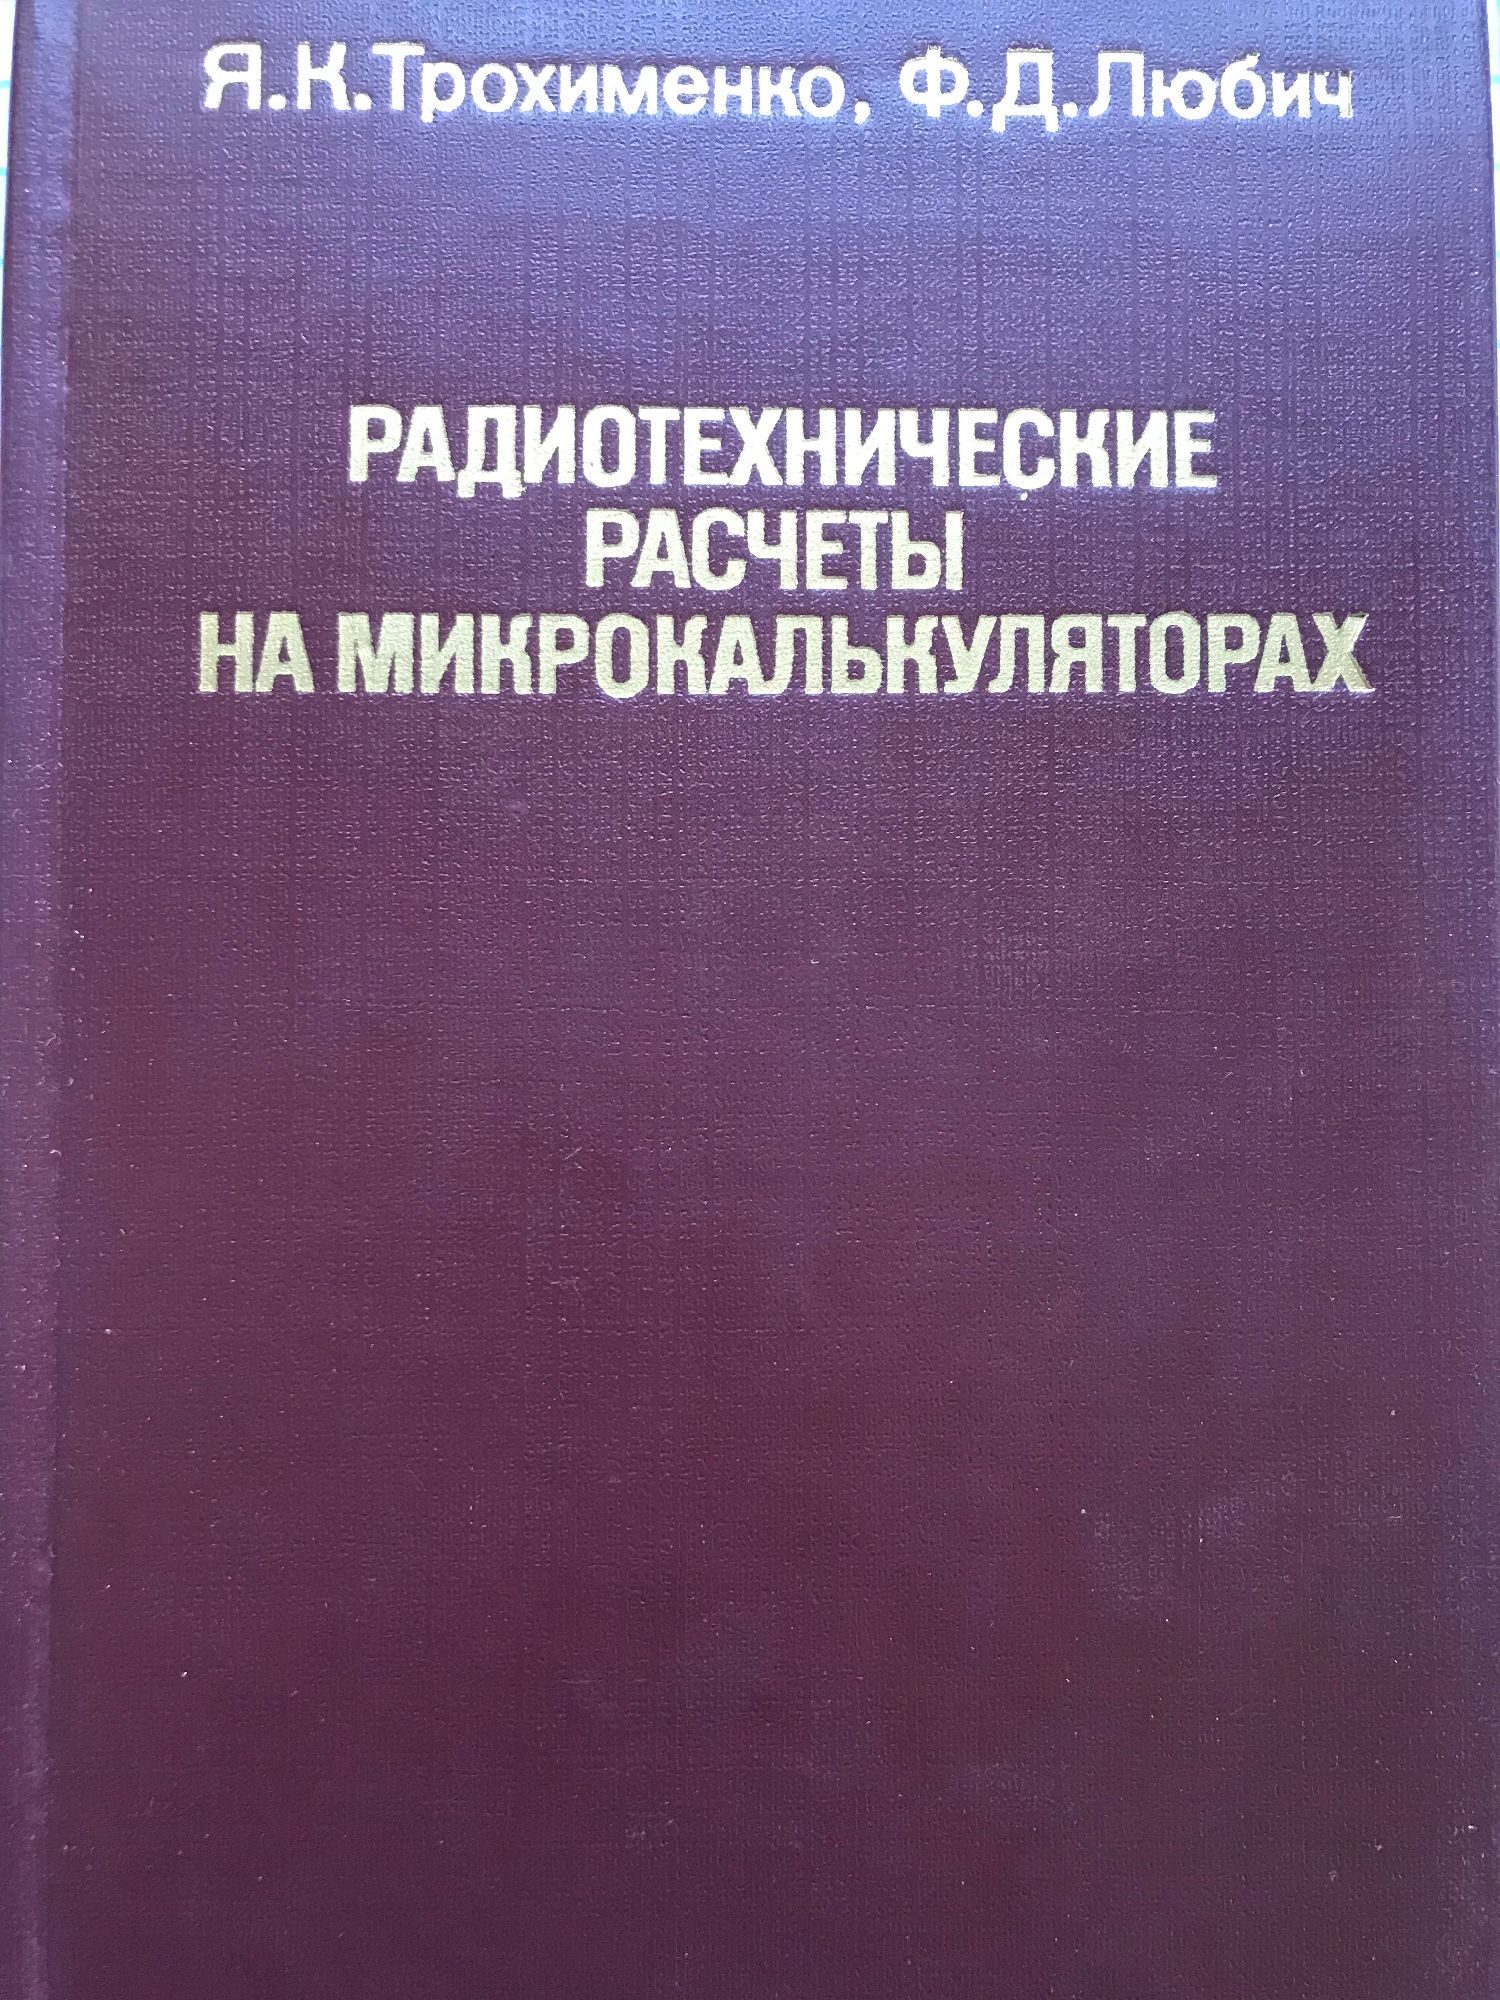 Я.К.Трохименко, Ф.Д.Любич
РАДИОТЕХНИЧЕСКИЕ
РАСЧЕТЫ
НА МИКРОКАЛЬКУЛЯТОРАХ